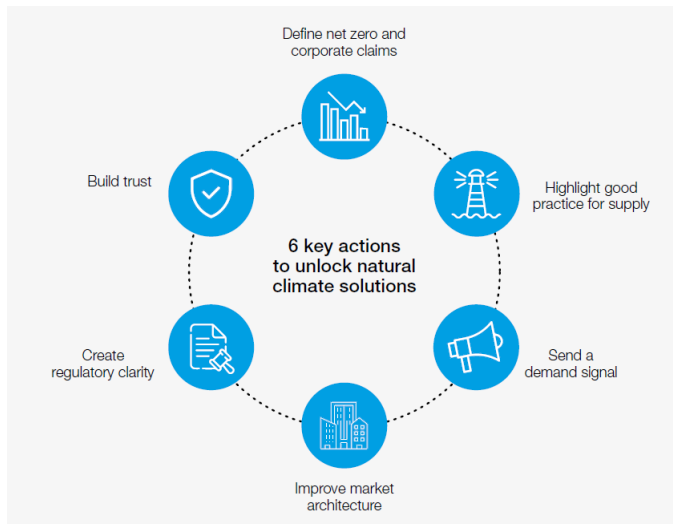 Define net zero and
corporate claims
Build trust
Highlight good
practice for supply
6 key actions
to unlock natural
climate solutions
Create
regulatory clarity
Send a
demand signal
Improve market
architecture